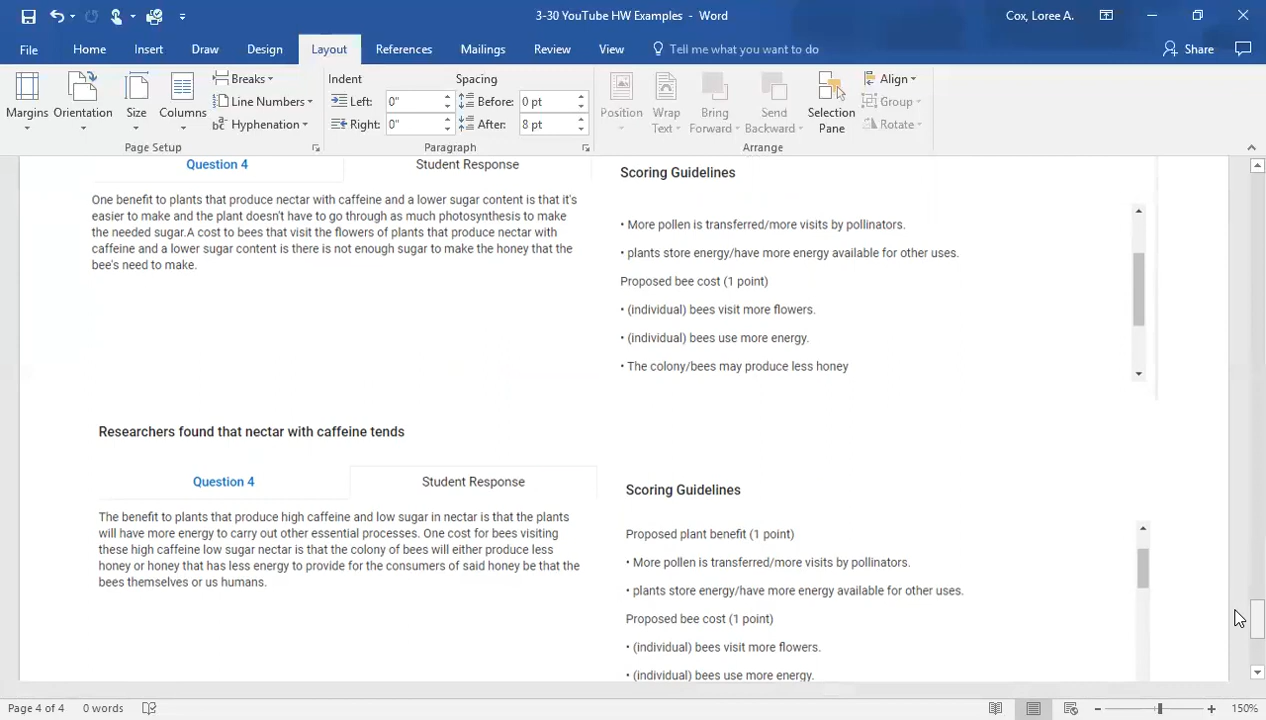 3-30 YouTube HW Examples - Word
Cox, Loree A.
File Home Insert Draw Design Layout References Mailings Review View Tell me what you want to do Share
Margins Orientation Size Columns
Breaks
Line Numbers
Hyphenation
Page Setup
Indent
Left: 0"
Right: 0"
Spacing
Before: 0 pt
After: 8 pt
Paragraph
Position
Wrap Text
Bring Forward
Send Backward
Selection Pane
Align
Group
Rotate
Arrange
Question 4 Student Response
One benefit to plants that produce nectar with caffeine and a lower sugar content is that it's
easier to make and the plant doesn't have to go through as much photosynthesis to make
the needed sugar.A cost to bees that visit the flowers of plants that produce nectar with
caffeine and a lower sugar content is there is not enough sugar to make the honey that the
bee's need to make.
Scoring Guidelines
• More pollen is transferred/more visits by pollinators.
• plants store energy/have more energy available for other uses.
Proposed bee cost (1 point)
• (individual) bees visit more flowers.
• (individual) bees use more energy.
• The colony/bees may produce less honey
Researchers found that nectar with caffeine tends
Question 4 Student Response
The benefit to plants that produce high caffeine and low sugar in nectar is that the plants
will have more energy to carry out other essential processes. One cost for bees visiting
these high caffeine low sugar nectar is that the colony of bees will either produce less
honey or honey that has less energy to provide for the consumers of said honey be that the
bees themselves or us humans.
Scoring Guidelines
Proposed plant benefit (1 point)
• More pollen is transferred/more visits by pollinators.
• plants store energy/have more energy available for other uses.
Proposed bee cost (1 point)
• (individual) bees visit more flowers.
• (individual) bees use more energy.
Page 4 of 4 0 words
150%